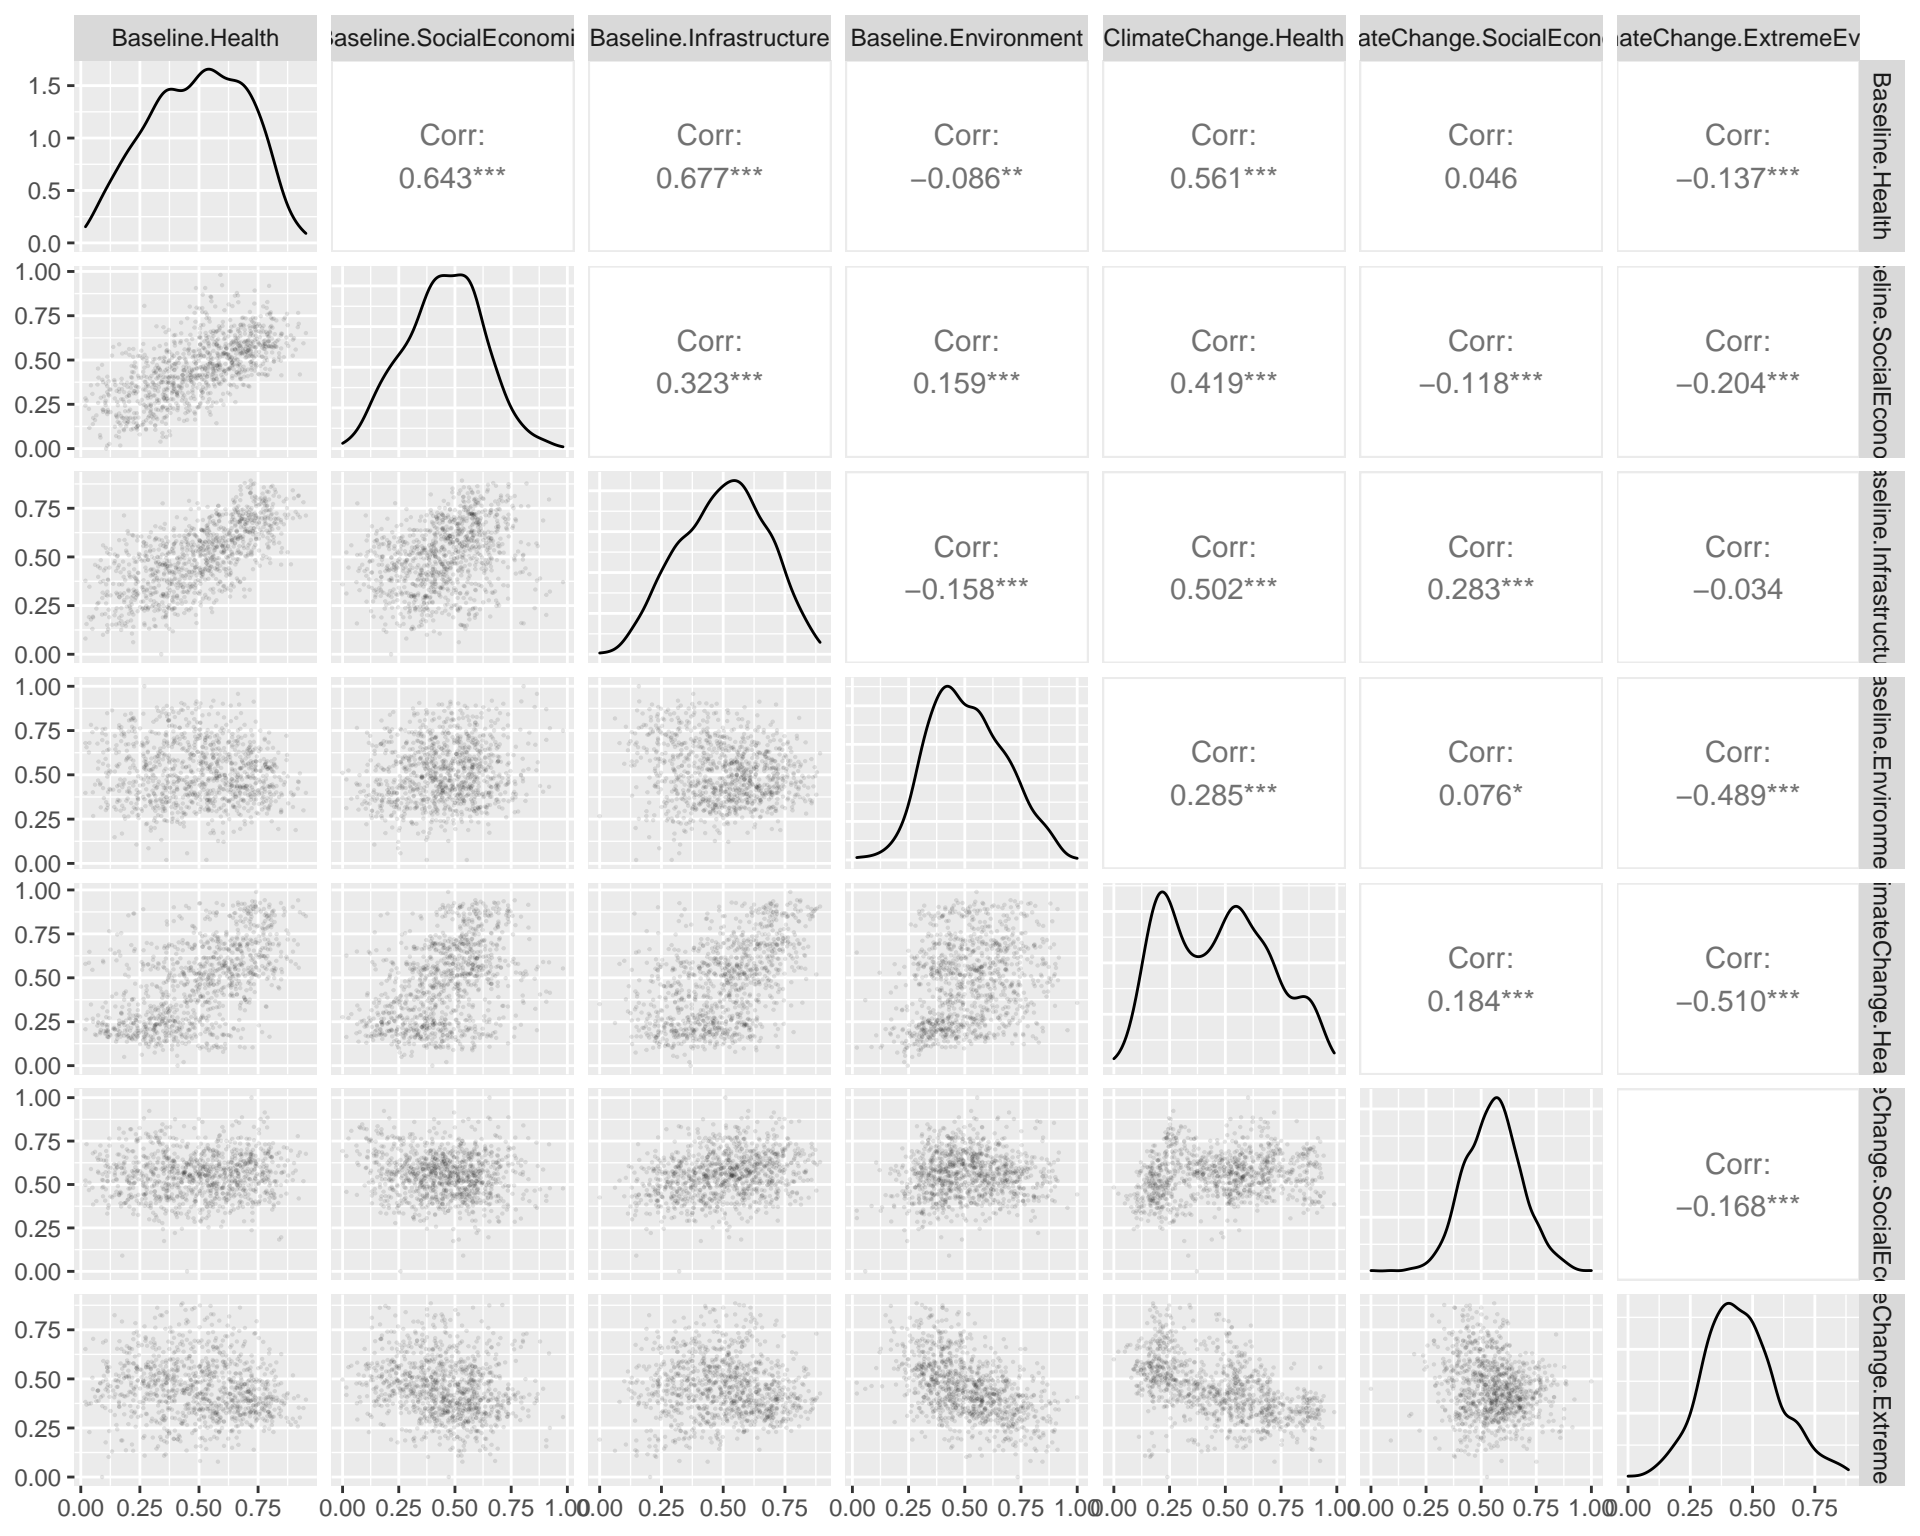 Baseline.Health
Baseline.SocialEconomi
Baseline.Infrastructure
Baseline.Environment
ClimateChange.Health
ateChange.SocialEcon
ateChange.ExtremeEv
1.5
1.0
0.5
0.0
Corr:
0.643***
Corr:
0.677***
Corr:
−0.086**
Corr:
0.561***
Corr:
0.046
Corr:
−0.137***
Baseline.Health
1.00
0.75
0.50
0.25
0.00
Corr:
0.323***
Corr:
0.159***
Corr:
0.419***
Corr:
−0.118***
Corr:
−0.204***
eline.SocialEcono
0.75
0.50
0.25
0.00
Corr:
−0.158***
Corr:
0.502***
Corr:
0.283***
Corr:
−0.034
aseline.Infrastructu
1.00
0.75
0.50
0.25
0.00
Corr:
0.285***
Corr:
0.076*
Corr:
−0.489***
aseline.Environme
1.00
0.75
0.50
0.25
0.00
Corr:
0.184***
Corr:
−0.510***
imateChange.Hea
1.00
0.75
0.50
0.25
0.00
Corr:
−0.168***
eChange.SocialEco
0.75
0.50
0.25
0.00
eChange.Extreme
0.00 0.25 0.50 0.75
0.00 0.25 0.50 0.75 1.00
0.00 0.25 0.50 0.75
0.00 0.25 0.50 0.75 1.00
0.00 0.25 0.50 0.75 1.00
0.00 0.25 0.50 0.75 1.00
0.00 0.25 0.50 0.75